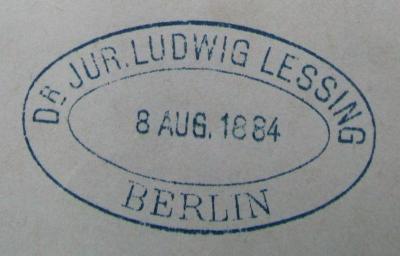 DR JUR. LUDWIG LESSING
8 AUG. 1884
BERLIN